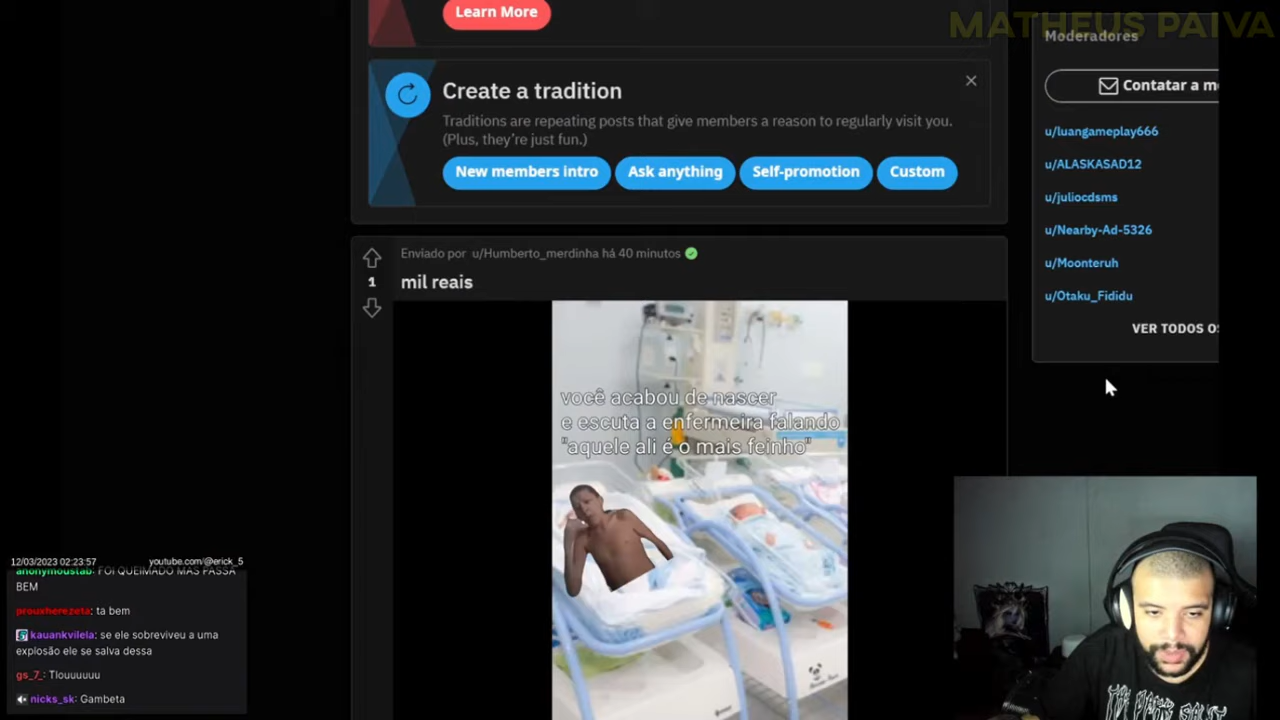 MATHEUS PAIVA
Learn More
Create a tradition
Traditions are repeating posts that give members a reason to regularly visit you.
(Plus, they're just fun.)
New members intro
Ask anything
Self-promotion
Custom
Moderadores
Contatar a m
u/luangameplay666
u/ALASKASAD12
u/juliocdsms
u/Nearby-Ad-5326
u/Moonteruh
u/Otaku_Fididu
VER TODOS OS
Enviado por u/Humberto_merdinha há 40 minutos
1
mil reais
você acabou de nascer
e escuta a enfermeira falando
"aquele ali é o mais feinho"
12/03/2023 02:23:57 youtube.com/@erick_5
anonymoustab: FOI QUEIMADO MAS PASSA
BEM
prouxherezeta: ta bem
kauankvilela: se ele sobreviveu a uma
explosão ele se salva dessa
gs_7_: Tlouuuuuu
nicks_sk: Gambeta